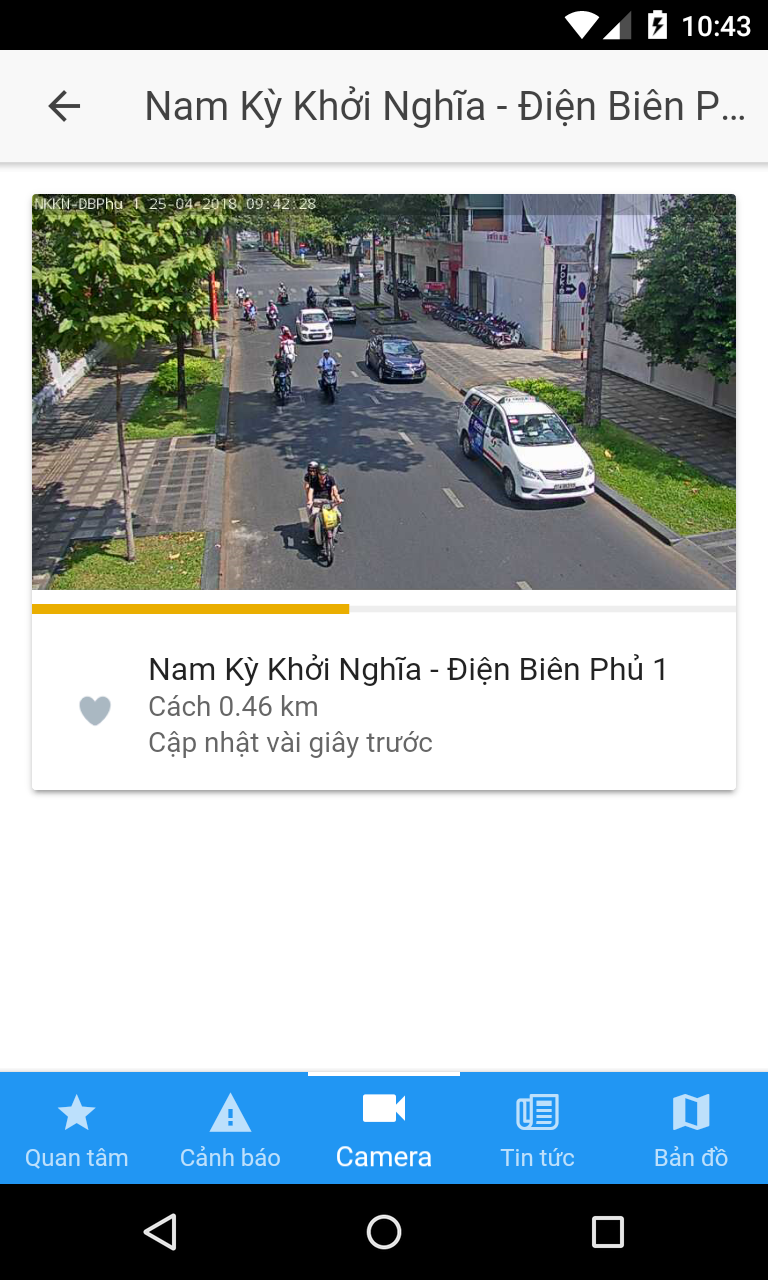 10:43
Nam Kỳ Khởi Nghĩa - Điện Biên P...
NKKN-DBPhu 1 25-04-2018 09:42:28
Nam Kỳ Khởi Nghĩa - Điện Biên Phủ 1
Cách 0.46 km
Cập nhật vài giây trước
Quan tâm
Cảnh báo
Camera
Tin tức
Bản đồ